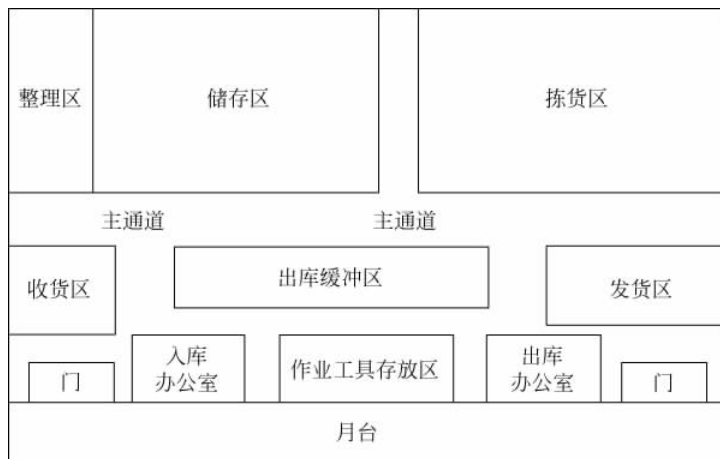 整理区
储存区
拣货区
主通道
主通道
收货区
出库缓冲区
发货区
入库
办公室
作业工具存放区
出库
办公室
门
门
月台